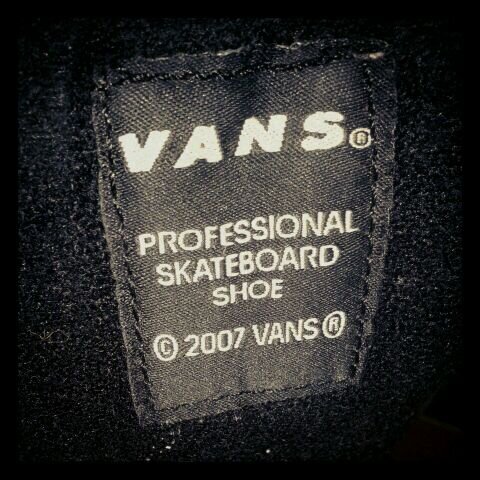 VANS®
PROFESSIONAL
SKATEBOARD
SHOE
© 2007 VANS®